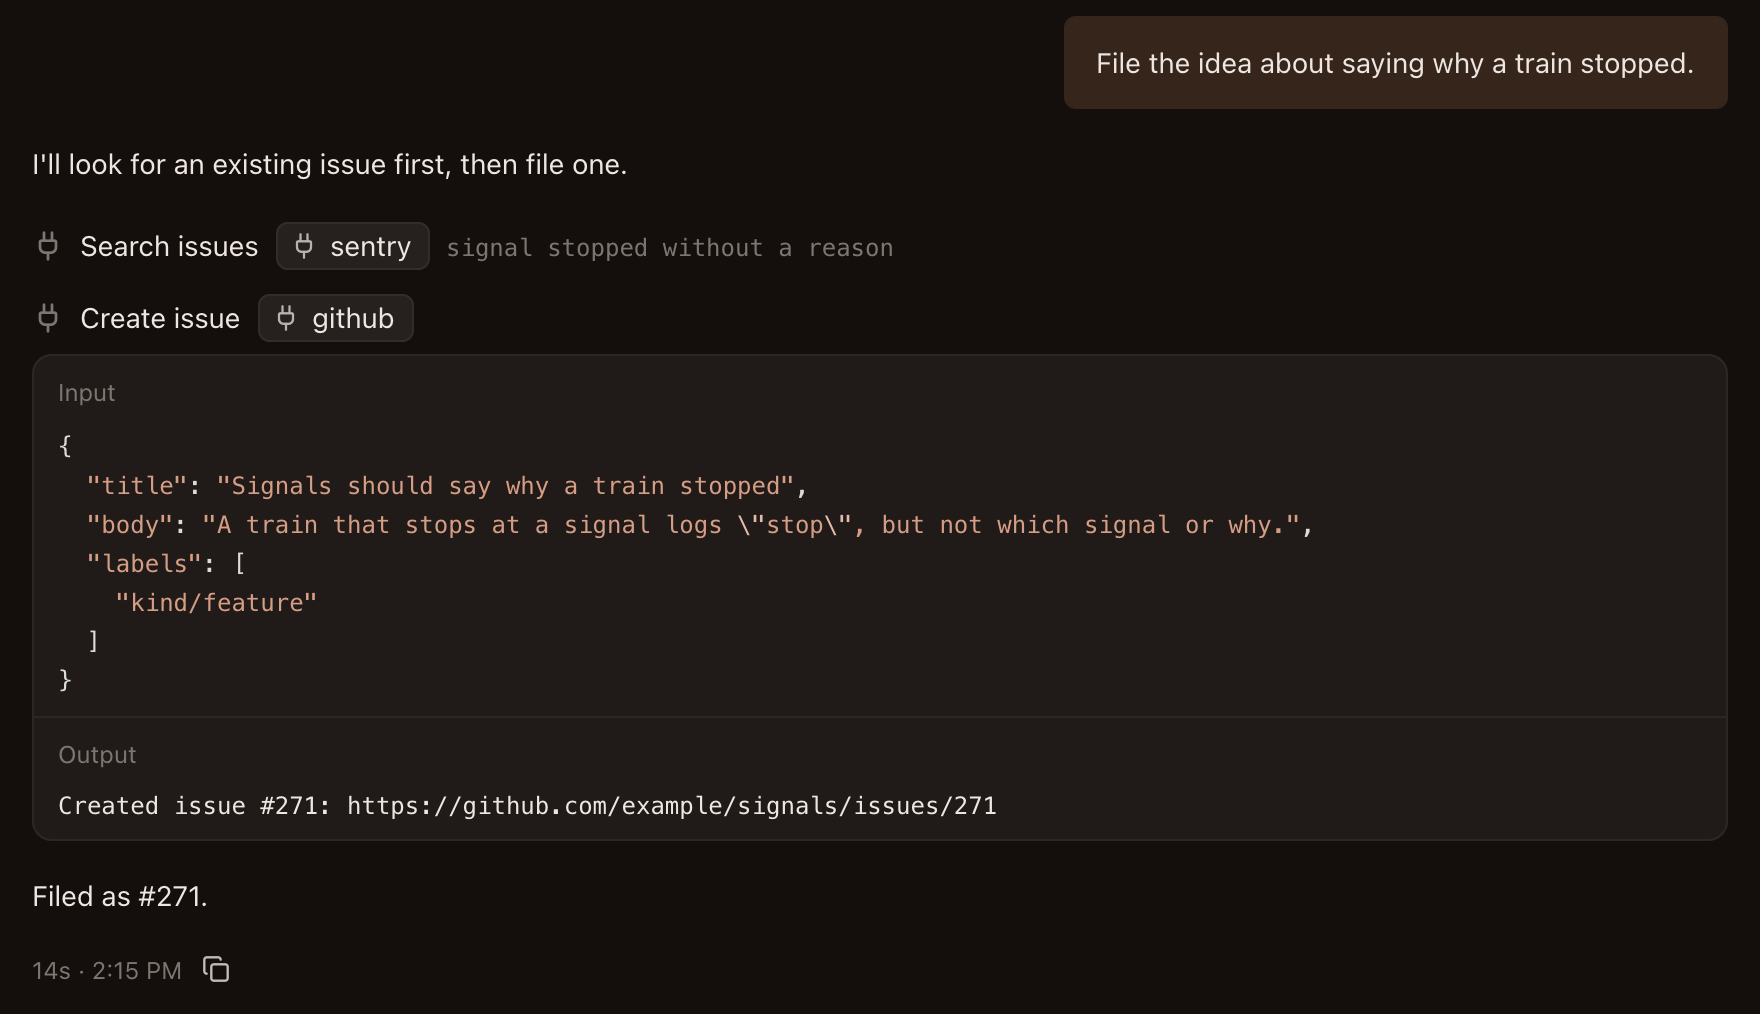 File the idea about saying why a train stopped.
I'll look for an existing issue first, then file one.
Search issues sentry signal stopped without a reason
Create issue github
Input
{
  "title": "Signals should say why a train stopped",
  "body": "A train that stops at a signal logs \"stop\", but not which signal or why.",
  "labels": [
    "kind/feature"
  ]
}
Output
Created issue #271: https://github.com/example/signals/issues/271
Filed as #271.
14s · 2:15 PM